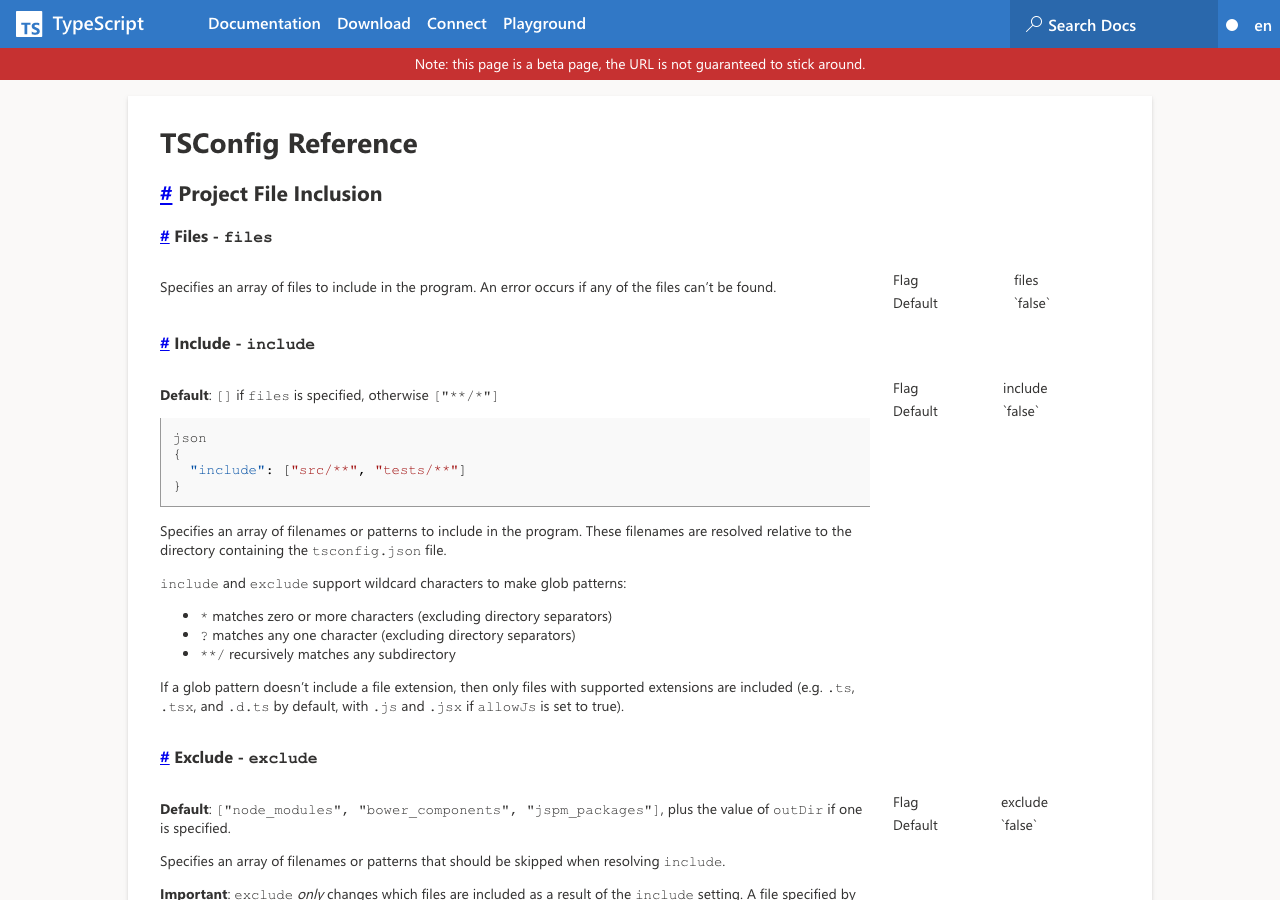 TS TypeScript Documentation Download Connect Playground Search Docs en
Note: this page is a beta page, the URL is not guaranteed to stick around.
TSConfig Reference
# Project File Inclusion
# Files - files
Specifies an array of files to include in the program. An error occurs if any of the files can’t be found.
Flag files
Default `false`
# Include - include
Default: [] if files is specified, otherwise ["**/*"]
Flag include
Default `false`
json
{
"include": ["src/**", "tests/**"]
}
Specifies an array of filenames or patterns to include in the program. These filenames are resolved relative to the
directory containing the tsconfig.json file.
include and exclude support wildcard characters to make glob patterns:
* matches zero or more characters (excluding directory separators)
? matches any one character (excluding directory separators)
**/ recursively matches any subdirectory
If a glob pattern doesn’t include a file extension, then only files with supported extensions are included (e.g. .ts,
.tsx, and .d.ts by default, with .js and .jsx if allowJs is set to true).
# Exclude - exclude
Default: ["node_modules", "bower_components", "jspm_packages"], plus the value of outDir if one
is specified.
Flag exclude
Default `false`
Specifies an array of filenames or patterns that should be skipped when resolving include.
Important: exclude only changes which files are included as a result of the include setting. A file specified by